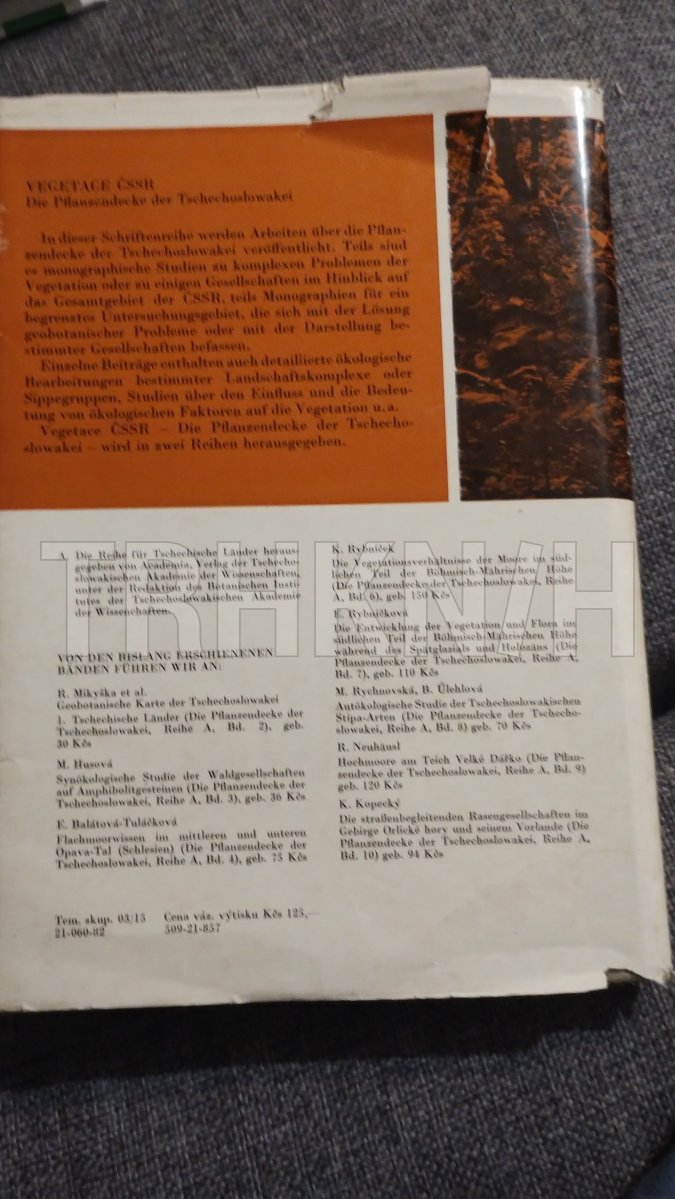 VEGETACE ČSSR
Die Pflanzendecke der Tschechoslowakei
In dieser Schriftenreihe werden Arbeiten über die Pflan-
zendecke der Tschechoslowakei veröffentlicht. Teils sind
es monographische Studien zu komplexen Problemen der
Vegetation oder zu einigen Gesellschaften im Hinblick auf
das Gesamtgebiet der ČSSR, teils Monographien für ein
begrenztes Untersuchungsgebiet, die sich mit der Lösung
geobotanischer Probleme oder mit der Darstellung be-
stimmter Gesellschaften befassen.
Einzelne Beiträge enthalten auch detaillierte ökologische
Bearbeitungen bestimmter Landschaftskomplexe oder
Sippegruppen, Studien über den Einfluss und die Bedeu-
tung von ökologischen Faktoren auf die Vegetation u. a.
Vegetace ČSSR – Die Pflanzendecke der Tschecho-
slowakei – wird in zwei Reihen herausgegeben.
A. Die Reihe für Tschechische Länder heraus-
gegeben von Academia, Verlag der Tschecho-
slowakischen Akademie der Wissenschaften,
unter der Redaktion des Botanischen Insti-
tutes der Tschechoslowakischen Akademie
der Wissenschaften.
VON DEN BISLANG ERSCHIENENEN
BÄNDEN FÜHREN WIR AN:
R. Mikyška et al.
Geobotanische Karte der Tschechoslowakei
1. Tschechische Länder (Die Pflanzendecke der
Tschechoslowakei, Reihe A, Bd. 2), geb.
30 Kčs
M. Husová
Synökologische Studie der Waldgesellschaften
auf Amphibolitgesteinen (Die Pflanzendecke der
Tschechoslowakei, Reihe A, Bd. 3), geb. 36 Kčs
E. Balátová-Tuláčková
Flachmoorwissen im mittleren und unteren
Opava-Tal (Schlesien) (Die Pflanzendecke der
Tschechoslowakei, Reihe A, Bd. 4), geb. 75 Kčs
K. Rybníček
Die Vegetationsverhältnisse der Moore im süd-
lichen Teil der Böhmisch-Mährischen Höhe
(Die Pflanzendecke der Tschechoslowakei, Reihe
A, Bd. 6), geb. 150 Kčs
E. Rybníčková
Die Entwicklung der Vegetation und Flora im
südlichen Teil der Böhmisch-Mährischen Höhe
während des Spätglazials und Holozäns (Die
Pflanzendecke der Tschechoslowakei, Reihe A,
Bd. 7), geb. 110 Kčs
M. Rychnovská, B. Úlehlová
Autökologische Studie der Tschechoslowakischen
Stipa-Arten (Die Pflanzendecke der Tschecho-
slowakei, Reihe A, Bd. 8) geb. 70 Kčs
R. Neuhäusl
Hochmoore am Teich Velké Dářko (Die Pflan-
zendecke der Tschechoslowakei, Reihe A, Bd. 9)
geb. 120 Kčs
K. Kopecký
Die straßenbegleitenden Rasengesellschaften im
Gebirge Orlické hory und seinem Vorlande (Die
Pflanzendecke der Tschechoslowakei, Reihe A,
Bd. 10) geb. 94 Kčs
Tem. skup. 03/15 Cena váz. výtisku Kčs 125,—
21-060-82 509-21-857
TRHKNIH